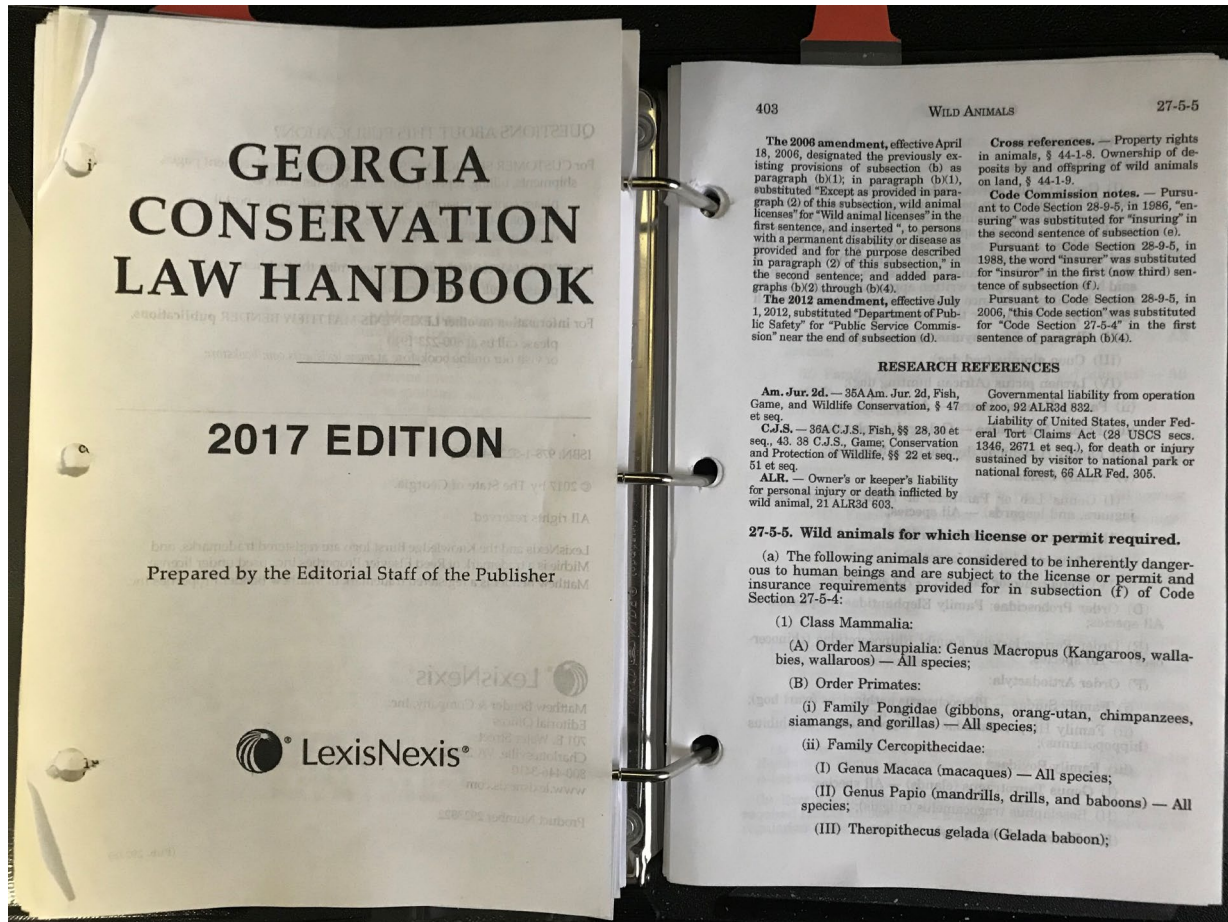 GEORGIA
CONSERVATION
LAW HANDBOOK
2017 EDITION
Prepared by the Editorial Staff of the Publisher
LexisNexis®
403 WILD ANIMALS 27-5-5
The 2006 amendment, effective April
18, 2006, designated the previously ex-
isting provisions of subsection (b) as
paragraph (b)(1); in paragraph (b)(1),
substituted “Except as provided in para-
graph (2) of this subsection, wild animal
licenses” for “Wild animal licenses” in the
first sentence, and inserted “, to persons
with a permanent disability or disease as
provided and for the purpose described
in paragraph (2) of this subsection,” in
the second sentence; and added para-
graphs (b)(2) through (b)(4).
The 2012 amendment, effective July
1, 2012, substituted “Department of Pub-
lic Safety” for “Public Service Commis-
sion” near the end of subsection (d).
Cross references. — Property rights
in animals, § 44-1-8. Ownership of de-
posits by and offspring of wild animals
on land, § 44-1-9.
Code Commission notes. — Pursu-
ant to Code Section 28-9-5, in 1986, “en-
suring” was substituted for “insuring” in
the second sentence of subsection (e).
Pursuant to Code Section 28-9-5, in
1988, the word “insurer” was substituted
for “insuror” in the first (now third) sen-
tence of subsection (f).
Pursuant to Code Section 28-9-5, in
2006, “this Code section” was substituted
for “Code Section 27-5-4” in the first
sentence of paragraph (b)(4).
RESEARCH REFERENCES
Am. Jur. 2d. — 35A Am. Jur. 2d, Fish,
Game, and Wildlife Conservation, § 47
et seq.
C.J.S. — 36A C.J.S., Fish, §§ 28, 30 et
seq., 43. 38 C.J.S., Game; Conservation
and Protection of Wildlife, §§ 22 et seq.,
51 et seq.
ALR. — Owner’s or keeper’s liability
for personal injury or death inflicted by
wild animal, 21 ALR3d 603.
Governmental liability from operation
of zoo, 92 ALR3d 832.
Liability of United States, under Fed-
eral Tort Claims Act (28 USCS secs.
1346, 2671 et seq.), for death or injury
sustained by visitor to national park or
national forest, 66 ALR Fed. 305.
27-5-5. Wild animals for which license or permit required.
(a) The following animals are considered to be inherently danger-
ous to human beings and are subject to the license or permit and
insurance requirements provided for in subsection (f) of Code
Section 27-5-4:
(1) Class Mammalia:
(A) Order Marsupialia: Genus Macropus (Kangaroos, walla-
bies, wallaroos) — All species;
(B) Order Primates:
(i) Family Pongidae (gibbons, orang-utan, chimpanzees,
siamangs, and gorillas) — All species;
(ii) Family Cercopithecidae:
(I) Genus Macaca (macaques) — All species;
(II) Genus Papio (mandrills, drills, and baboons) — All
species;
(III) Theropithecus gelada (Gelada baboon);